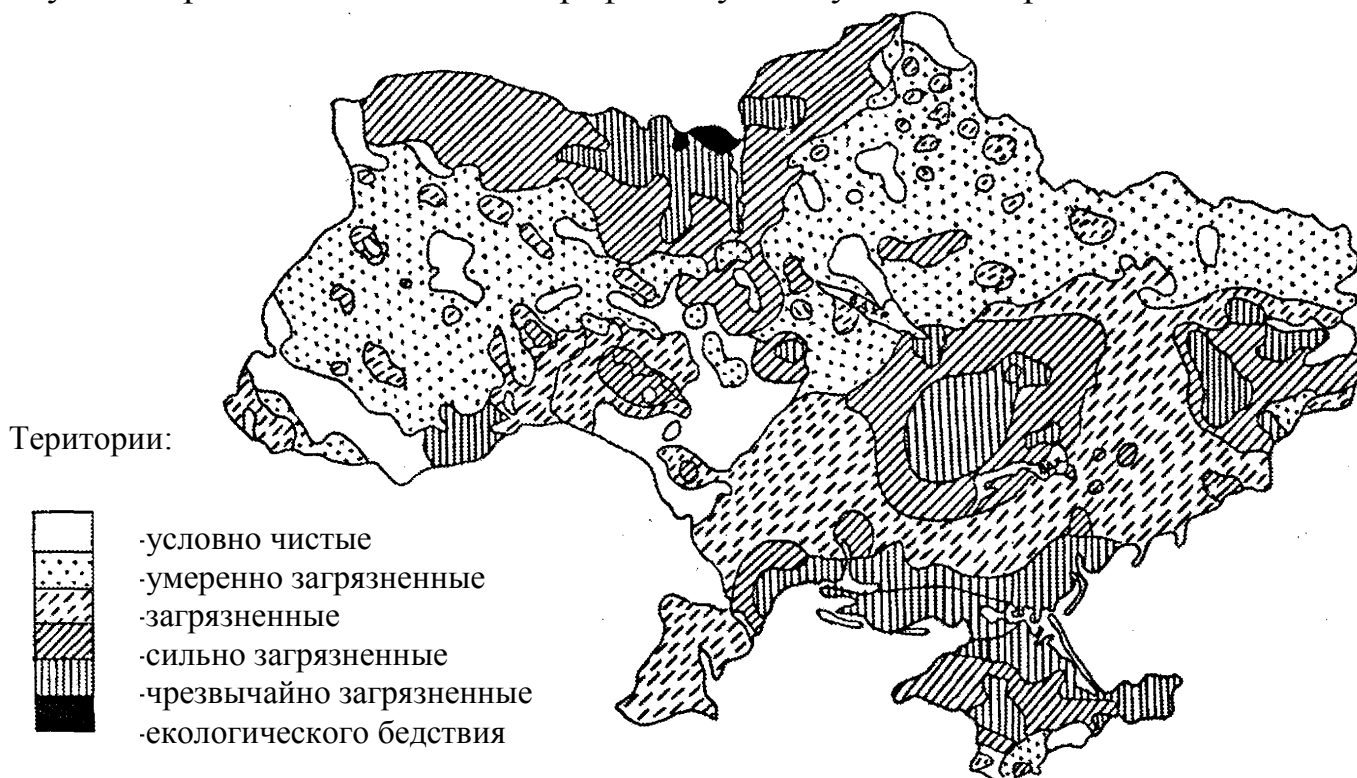 Територии:
-условно чистые
-умеренно загрязненные
-загрязненные
-сильно загрязненные
-чрезвычайно загрязненные
-екологического бедствия